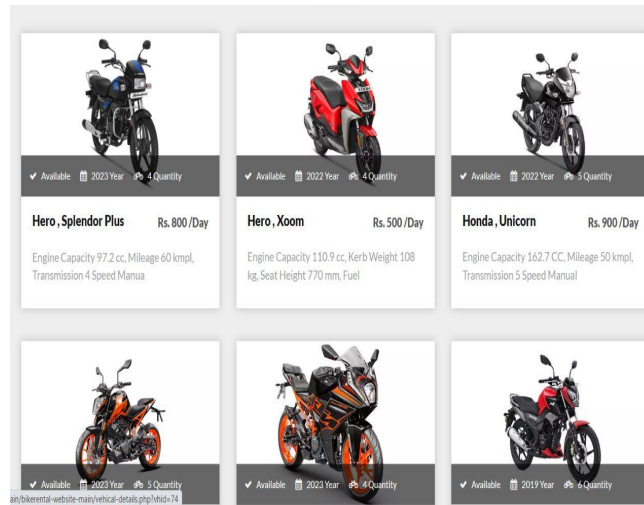 Available 2023 Year 4 Quantity
Available 2022 Year 4 Quantity
Available 2022 Year 5 Quantity
Hero , Splendor Plus Rs. 800 /Day
Hero , Xoom Rs. 500 /Day
Honda , Unicorn Rs. 900 /Day
Engine Capacity 97.2 cc, Mileage 60 kmpl,
Transmission 4 Speed Manua
Engine Capacity 110.9 cc, Kerb Weight 108
kg, Seat Height 770 mm, Fuel
Engine Capacity 162.7 CC, Mileage 50 kmpl,
Transmission 5 Speed Manual
Available 2023 Year 5 Quantity
Available 2023 Year 4 Quantity
Available 2019 Year 6 Quantity
ain/bikerental-website-main/vehical-details.php?vhid=74